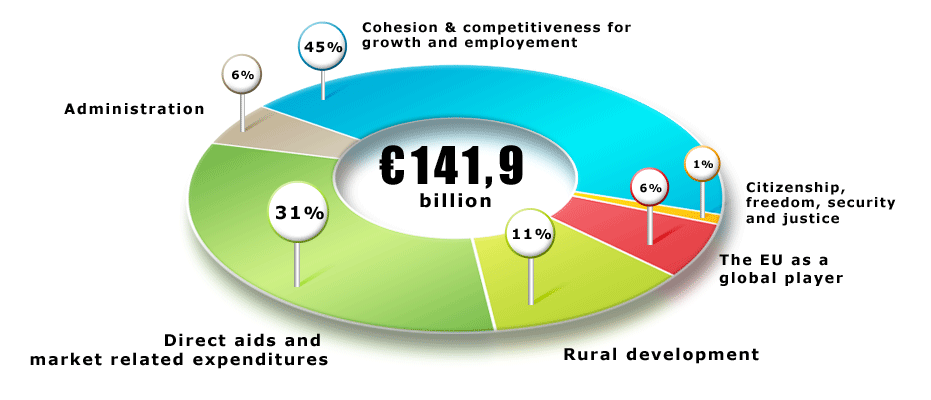 Cohesion & competitiveness for
growth and employement
45%
6%
Administration
€141,9
billion
1%
6%
Citizenship,
freedom, security
and justice
31%
11%
The EU as a
global player
Direct aids and
market related expenditures
Rural development